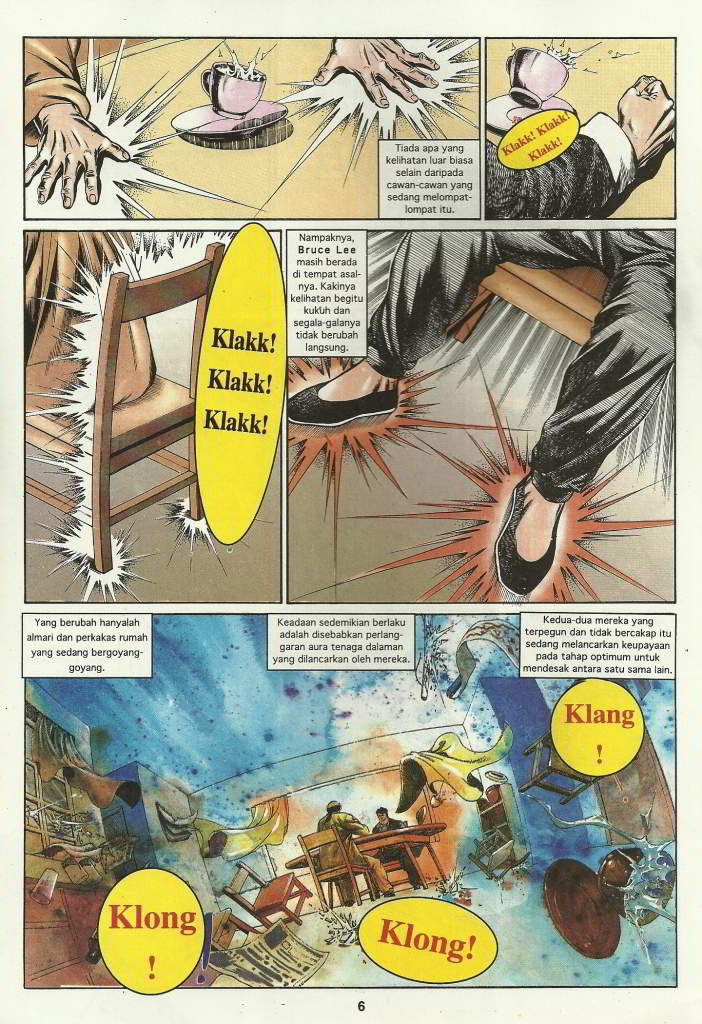 Tiada apa yang
kelihatan luar biasa
selain daripada
cawan-cawan yang
sedang melompat-
lompat itu.
Klakk! Klakk!
Klakk!
Klakk!
Klakk!
Klakk!
Nampaknya,
Bruce Lee
masih berada
di tempat asal-
nya. Kakinya
kelihatan begitu
kukuh dan
segala-galanya
tidak berubah
langsung.
Yang berubah hanyalah
almari dan perkakas rumah
yang sedang bergoyang-
goyang.
Keadaan sedemikian berlaku
adalah disebabkan perlang-
garan aura tenaga dalaman
yang dilancarkan oleh mereka.
Kedua-dua mereka yang
terpegun dan tidak bercakap itu
sedang melancarkan keupayaan
pada tahap optimum untuk
mendesak antara satu sama lain.
Klang
!
Klong
!
Klong!
6